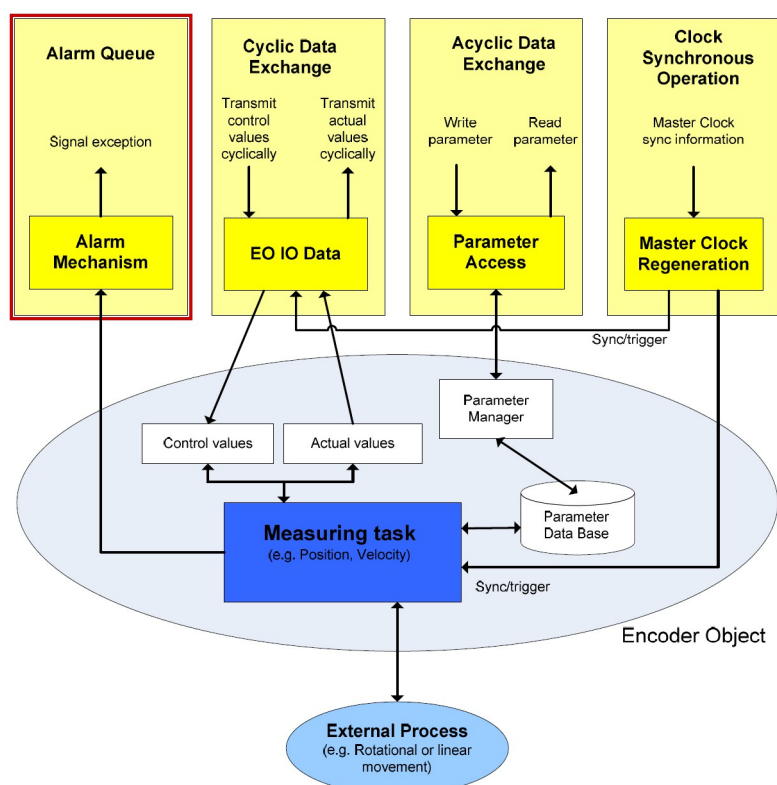 Alarm Queue
Signal exception
Alarm
Mechanism
Cyclic Data
Exchange
Transmit
control
values
cyclically
Transmit
actual
values
cyclically
EO IO Data
Acyclic Data
Exchange
Write
parameter
Read
parameter
Parameter
Access
Clock
Synchronous
Operation
Master Clock
sync information
Master Clock
Regeneration
Sync/trigger
Control values
Actual values
Parameter
Manager
Parameter
Data Base
Measuring task
(e.g. Position, Velocity)
Sync/trigger
Encoder Object
External Process
(e.g. Rotational or linear
movement)